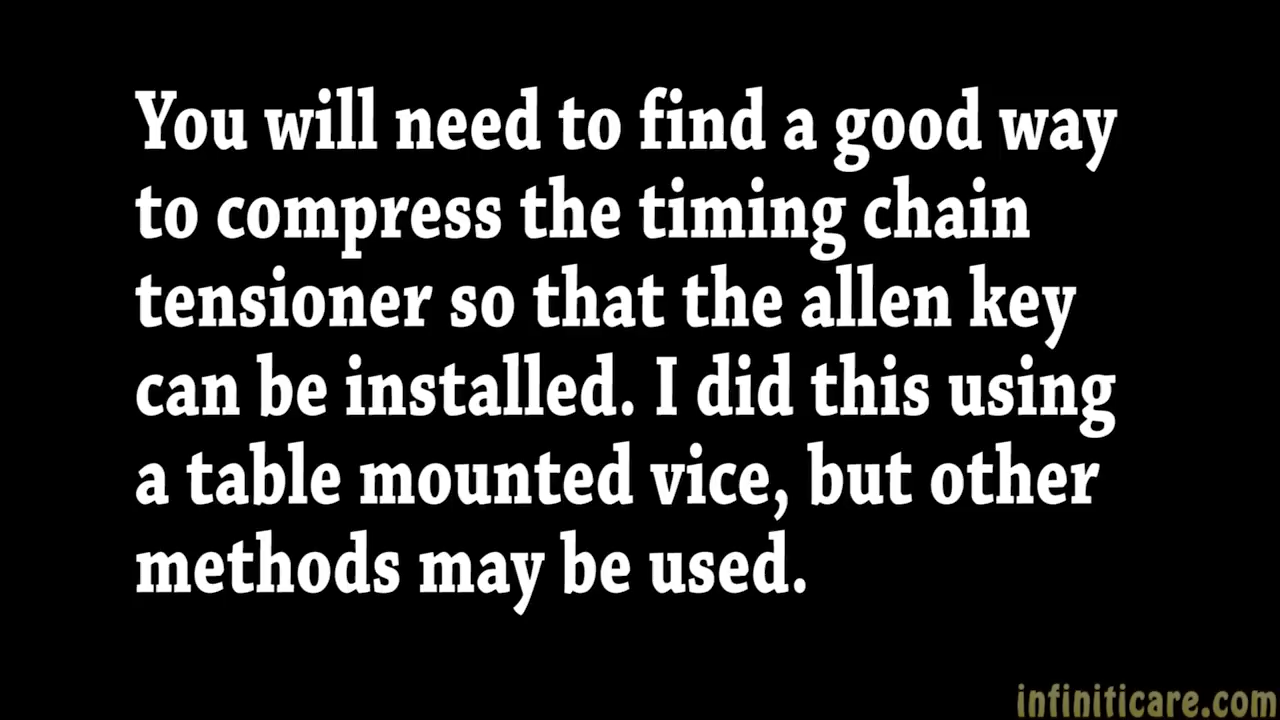 You will need to find a good way
to compress the timing chain
tensioner so that the allen key
can be installed. I did this using
a table mounted vice, but other
methods may be used.
infiniticare.com